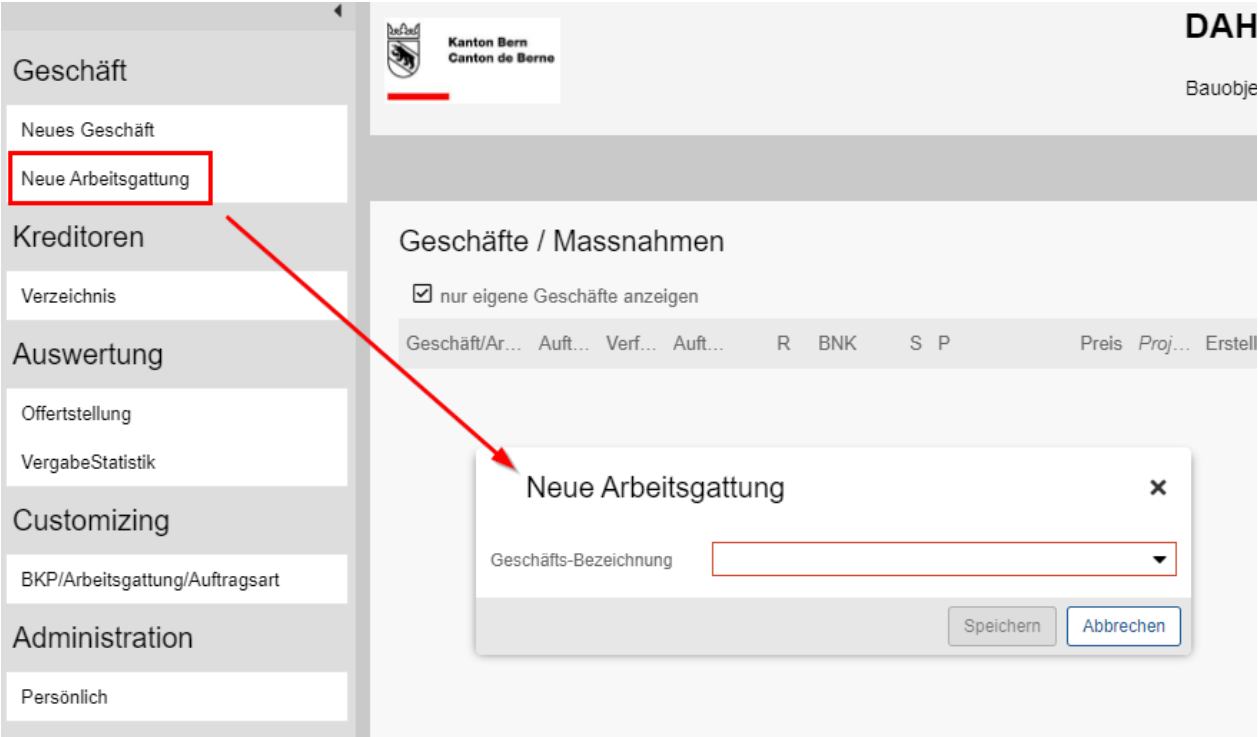 Geschäft
Neues Geschäft
Neue Arbeitsgattung
Kreditoren
Verzeichnis
Auswertung
Offertstellung
VergabeStatistik
Customizing
BKP/Arbeitsgattung/Auftragsart
Administration
Persönlich
Kanton Bern
Canton de Berne
DAH
Bauobje
Geschäfte / Massnahmen
nur eigene Geschäfte anzeigen
Geschäft/Ar... Auft... Verf... Auft... R BNK S P Preis Proj... Erstell
Neue Arbeitsgattung
Geschäfts-Bezeichnung
Speichern Abbrechen